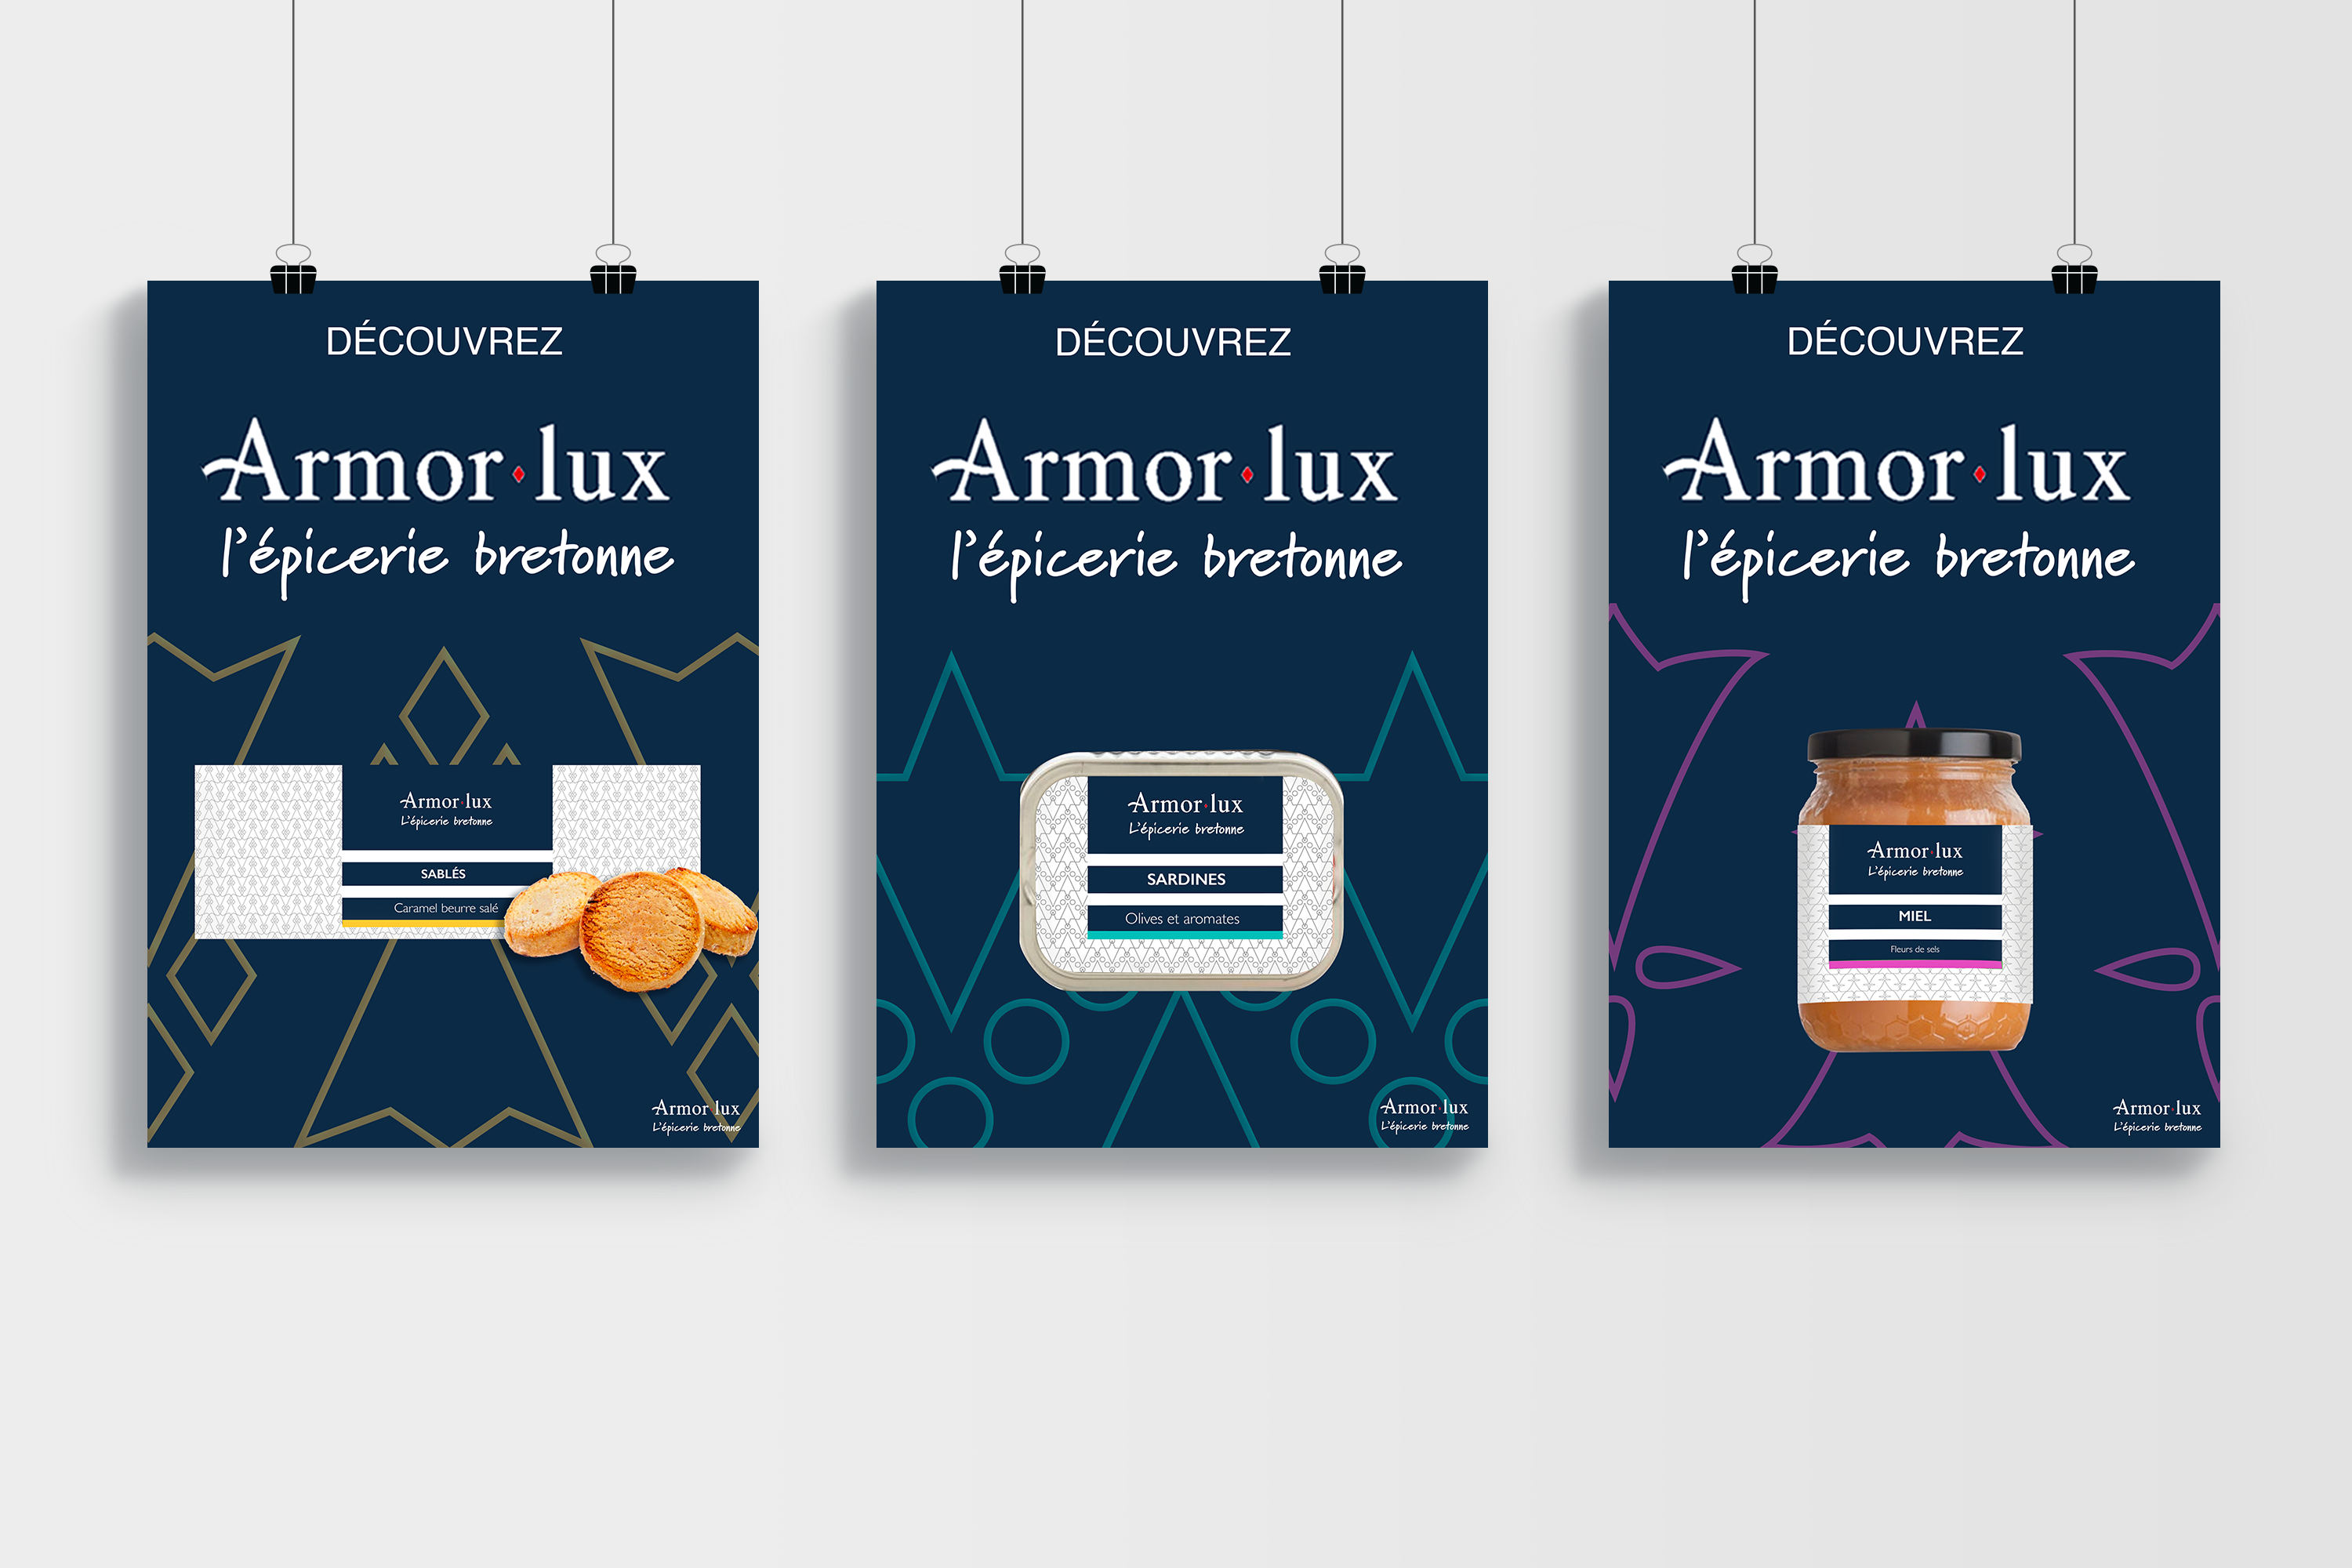 DÉCOUVREZ
Armor·lux
l'épicerie bretonne
Armor·lux
L'épicerie bretonne
SABLÉS
Caramel beurre salé
Armor lux
L'épicerie bretonne
DÉCOUVREZ
Armor·lux
l'épicerie bretonne
Armor·lux
L'épicerie bretonne
SARDINES
Olives et aromates
Armor·lux
L'épicerie bretonne
DÉCOUVREZ
Armor·lux
l'épicerie bretonne
Armor·lux
L'épicerie bretonne
MIEL
Fleurs de sels
Armor·lux
L'épicerie bretonne